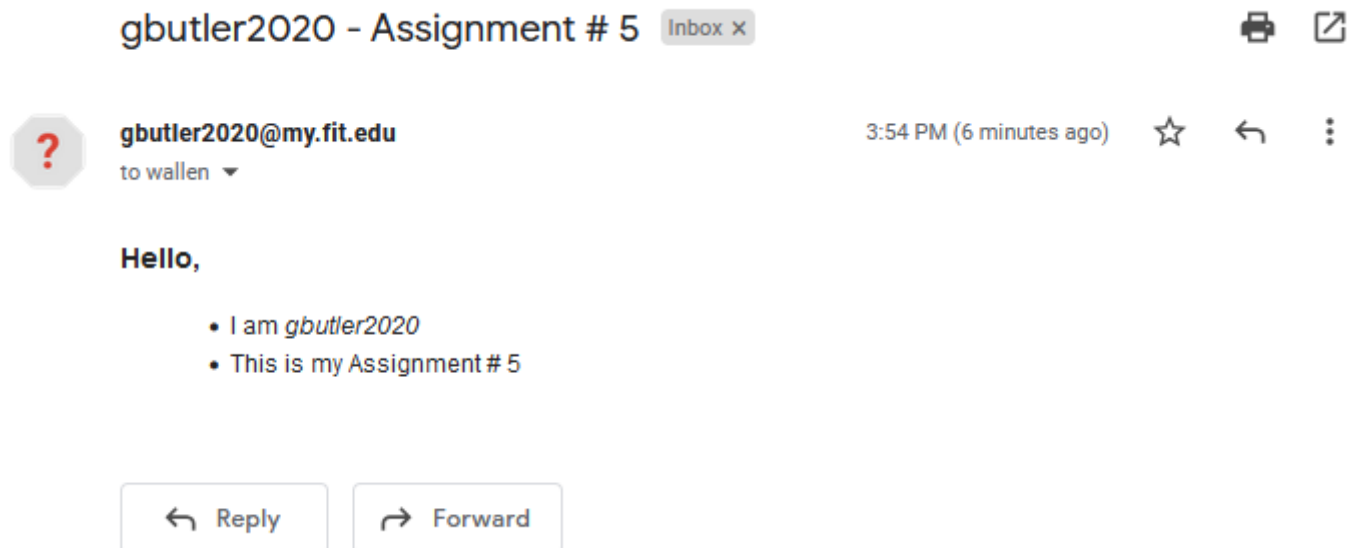 gbutler2020 - Assignment # 5 Inbox x
?
gbutler2020@my.fit.edu 3:54 PM (6 minutes ago)
to wallen
Hello,
• I am gbutler2020
• This is my Assignment # 5
Reply Forward